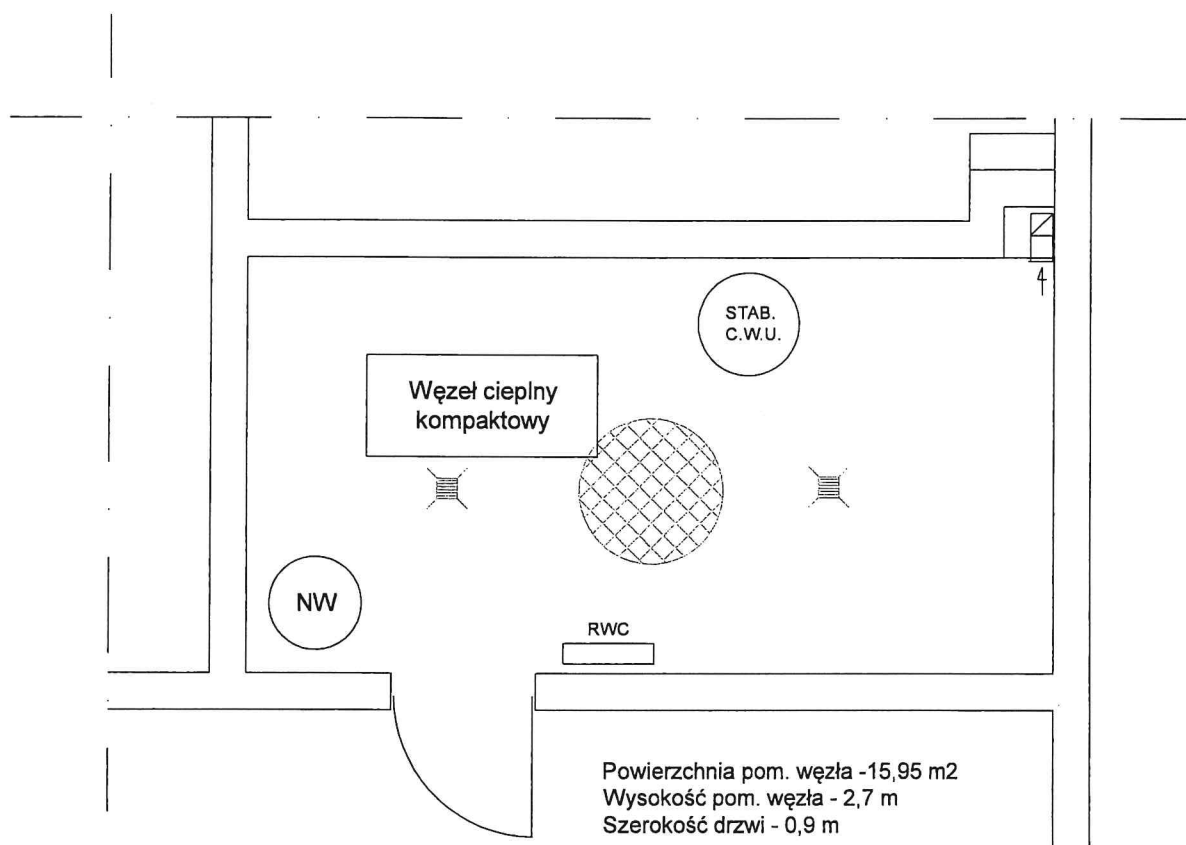 STAB.
C.W.U.
Węzeł cieplny
kompaktowy
NW
RWC
Powierzchnia pom. węzła -15,95 m2
Wysokość pom. węzła - 2,7 m
Szerokość drzwi - 0,9 m